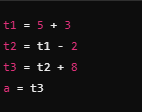 t1 = 5 + 3
t2 = t1 - 2
t3 = t2 + 8
a = t3